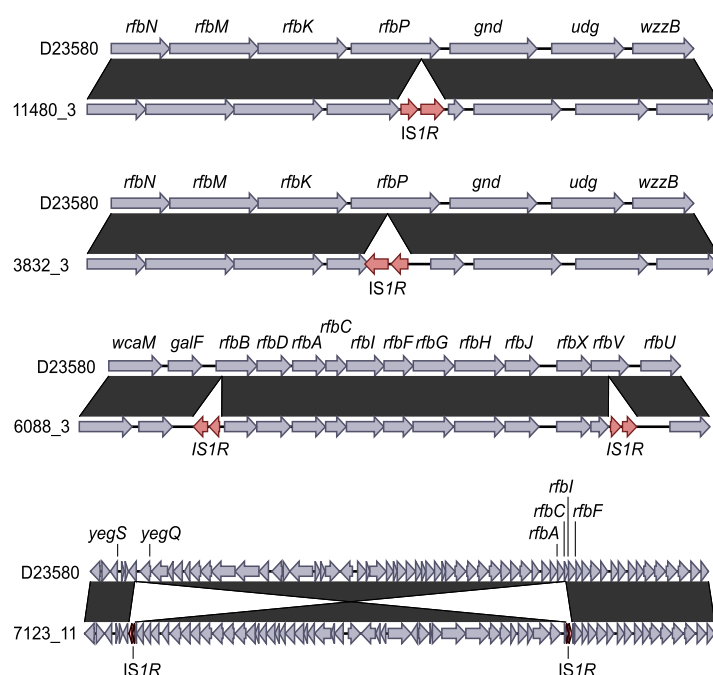 rfbN rfbM rfbK rfbP gnd udg wzzB
D23580
11480_3
IS1R
rfbN rfbM rfbK rfbP gnd udg wzzB
D23580
3832_3
IS1R
rfbC
wcaM galF rfbB rfbD rfbA rfbI rfbF rfbG rfbH rfbJ rfbX rfbV rfbU
D23580
6088_3
IS1R IS1R
rfbI
rfbC
yegS yegQ rfbA rfbF
D23580
7123_11
IS1R IS1R